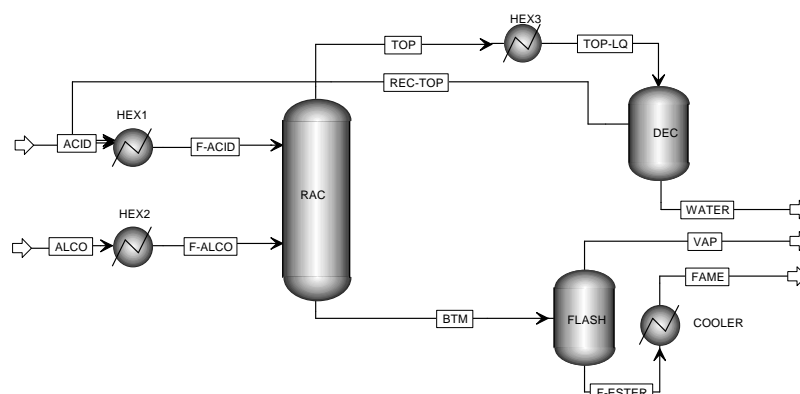 HEX3
TOP
TOP-LQ
REC-TOP
HEX1
ACID
F-ACID
DEC
RAC
HEX2
ALCO
F-ALCO
WATER
VAP
FAME
BTM
FLASH
COOLER
F-ESTER